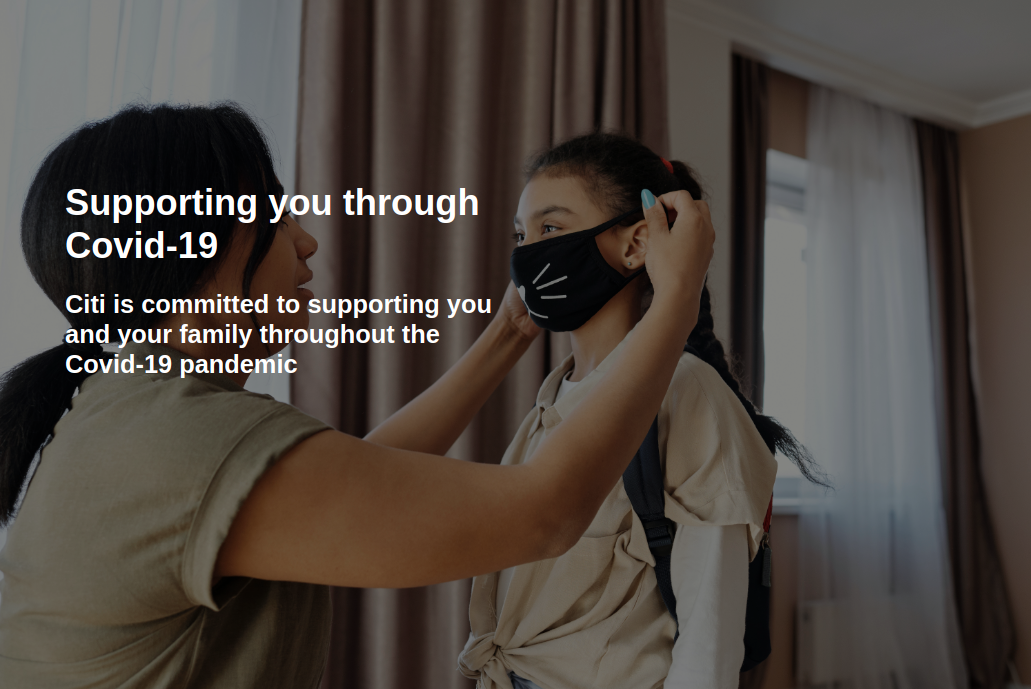 Supporting you through
Covid-19
Citi is committed to supporting you
and your family throughout the
Covid-19 pandemic